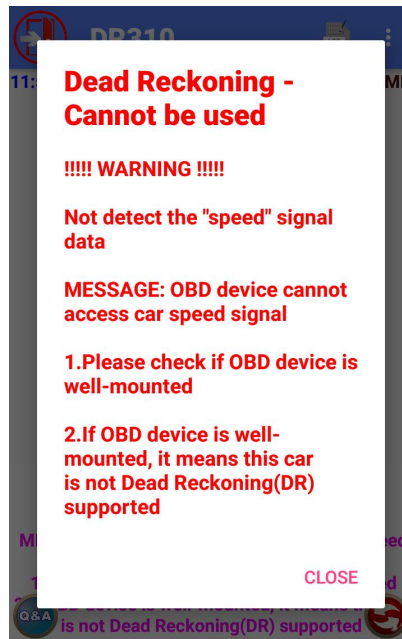 DR310
11:
Dead Reckoning -
Cannot be used
!!!!! WARNING !!!!!
Not detect the "speed" signal
data
MESSAGE: OBD device cannot
access car speed signal
1.Please check if OBD device is
well-mounted
2.If OBD device is well-
mounted, it means this car
is not Dead Reckoning(DR)
supported
CLOSE
Q&A
is not Dead Reckoning(DR) supported